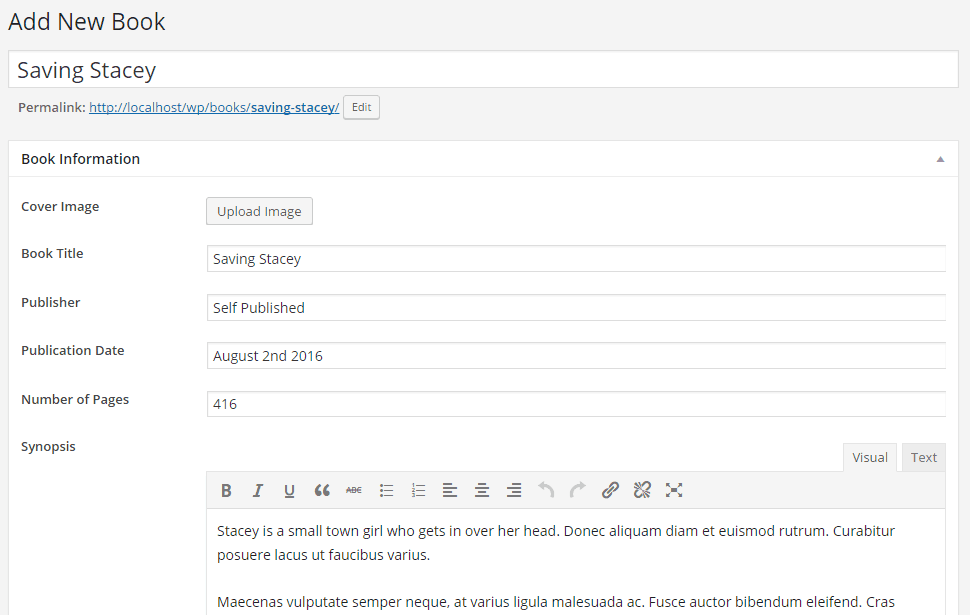 Add New Book
Saving Stacey
Permalink: http://localhost/wp/books/saving-stacey/ Edit
Book Information
Cover Image
Upload Image
Book Title
Saving Stacey
Publisher
Self Published
Publication Date
August 2nd 2016
Number of Pages
416
Synopsis
Visual Text
B I U ABC
Stacey is a small town girl who gets in over her head. Donec aliquam diam et euismod rutrum. Curabitur
posuere lacus ut faucibus varius.
Maecenas vulputate semper neque, at varius ligula malesuada ac. Fusce auctor bibendum eleifend. Cras